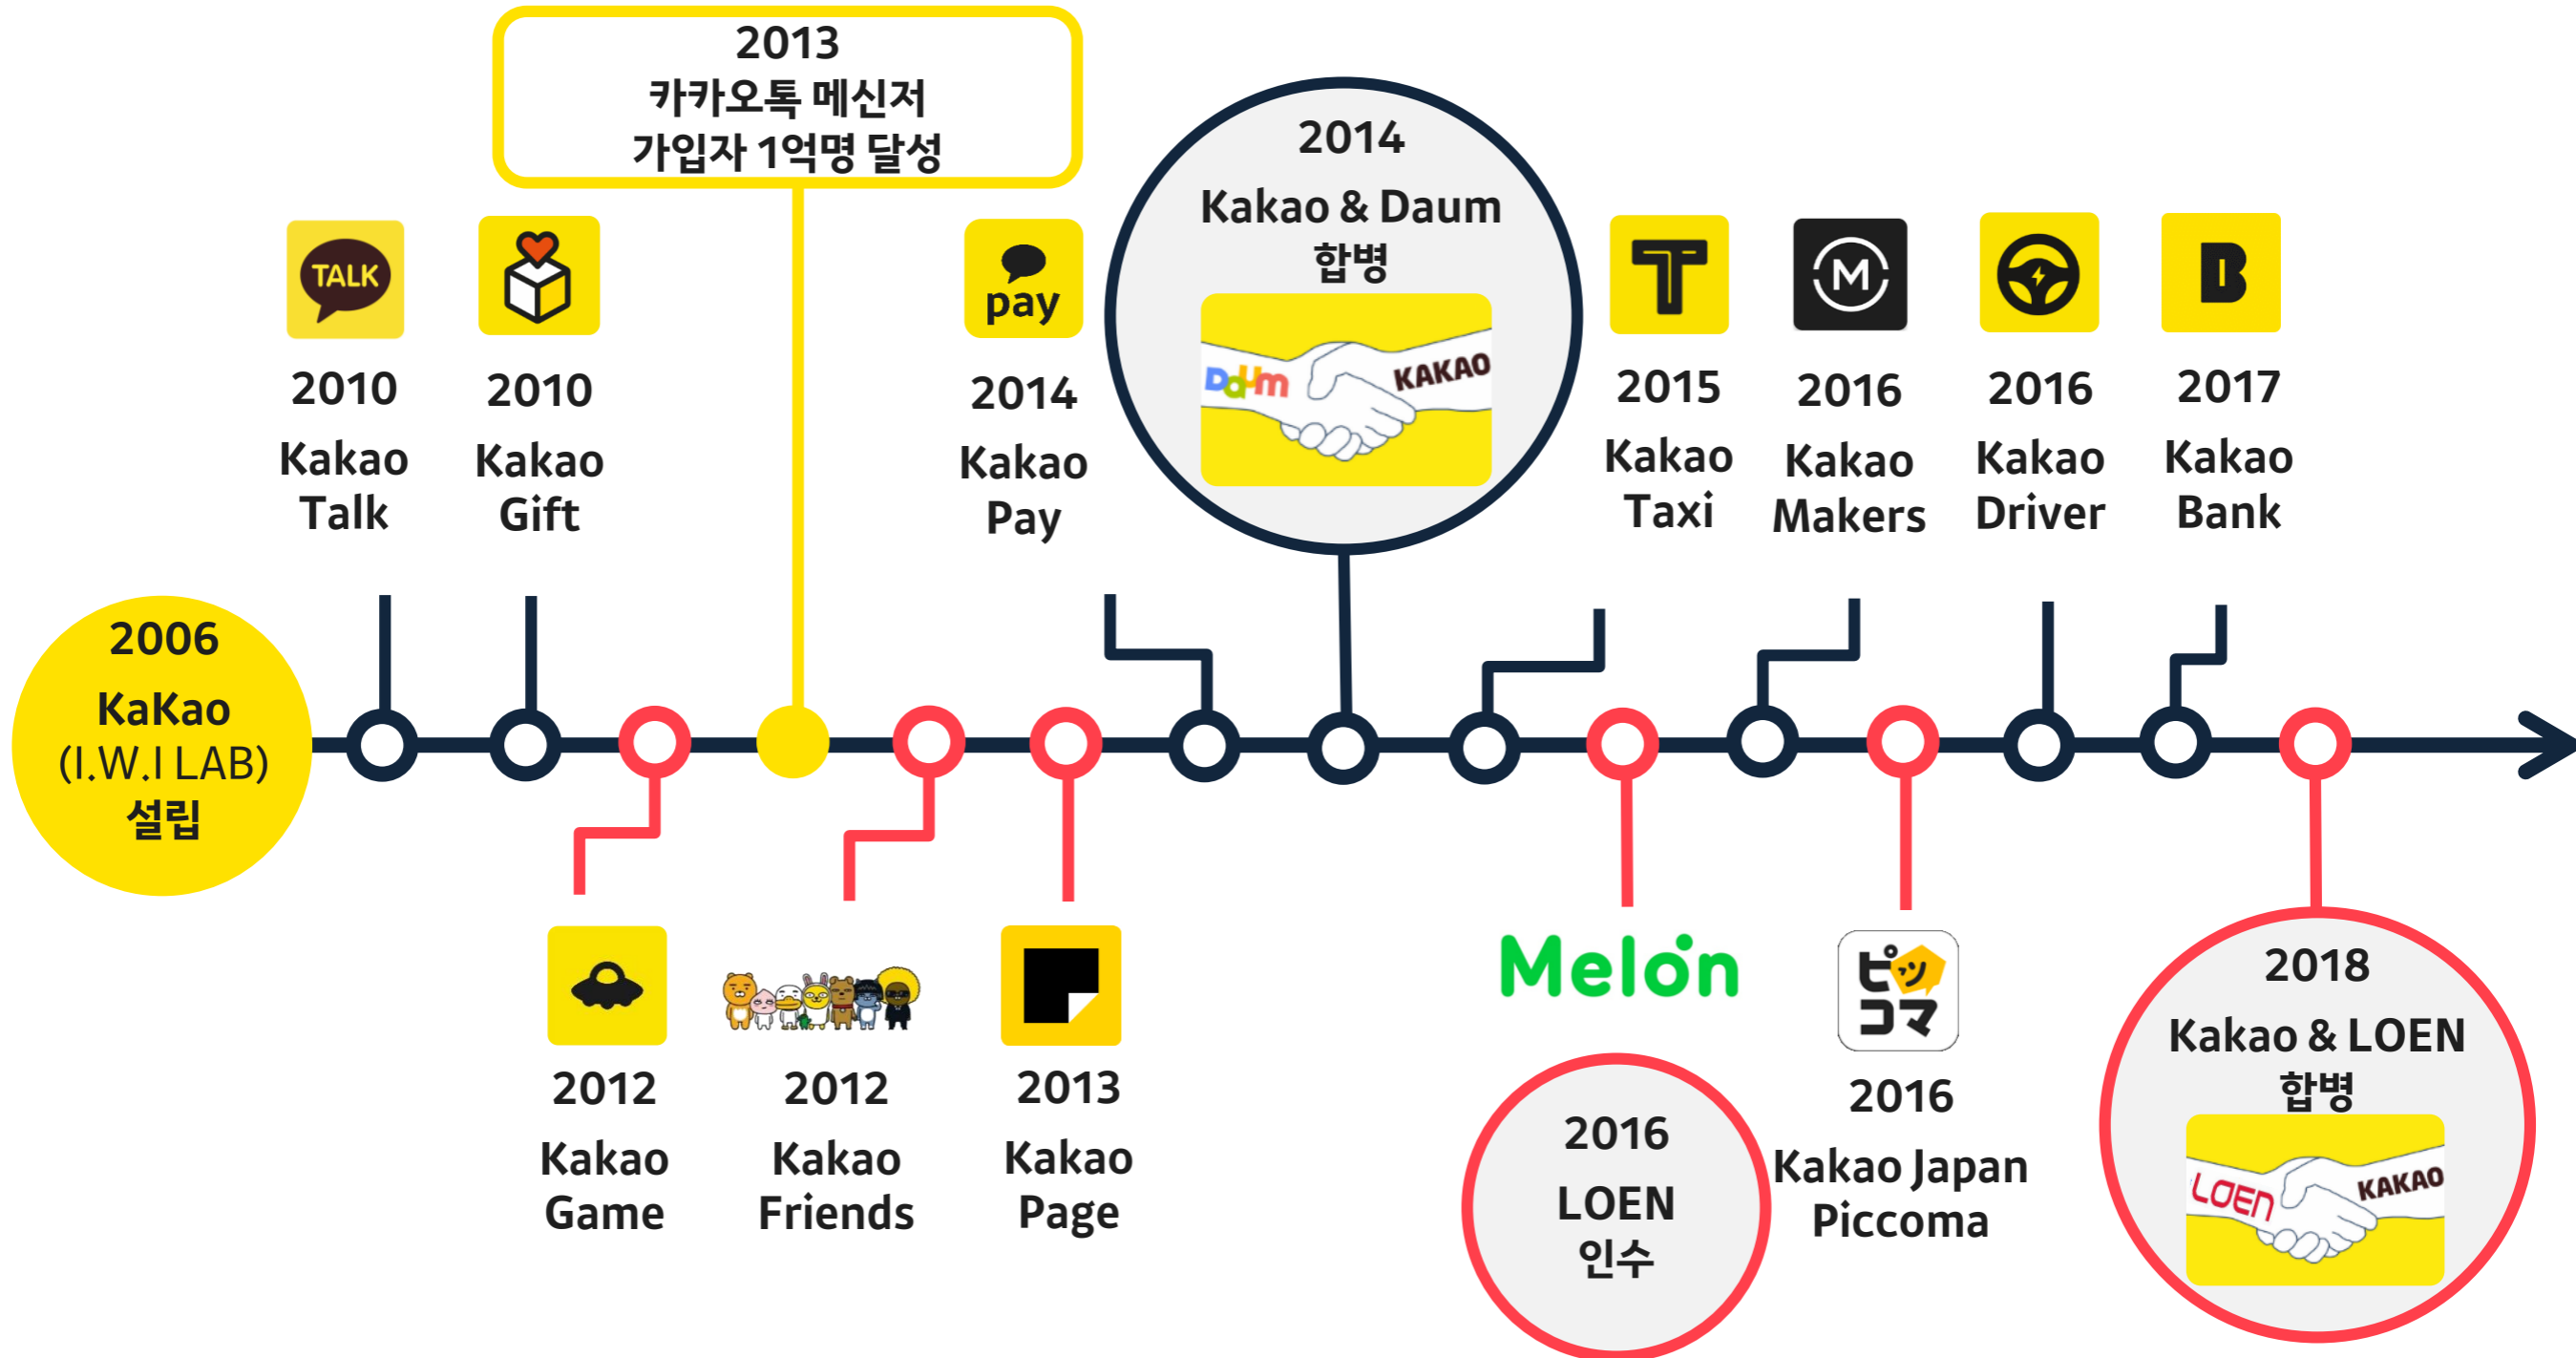 2013
카카오톡 메신저
가입자 1억명 달성
TALK
2010
Kakao
Talk
2010
Kakao
Gift
pay
2014
Kakao
Pay
2014
Kakao & Daum
합병
Daum
KAKAO
T
2015
Kakao
Taxi
M
2016
Kakao
Makers
2016
Kakao
Driver
B
2017
Kakao
Bank
2006
KaKao
(I.W.I LAB)
설립
2012
Kakao
Game
2012
Kakao
Friends
2013
Kakao
Page
Melon
2016
LOEN
인수
ピッ
コマ
2016
Kakao Japan
Piccoma
2018
Kakao & LOEN
합병
LOEN
KAKAO